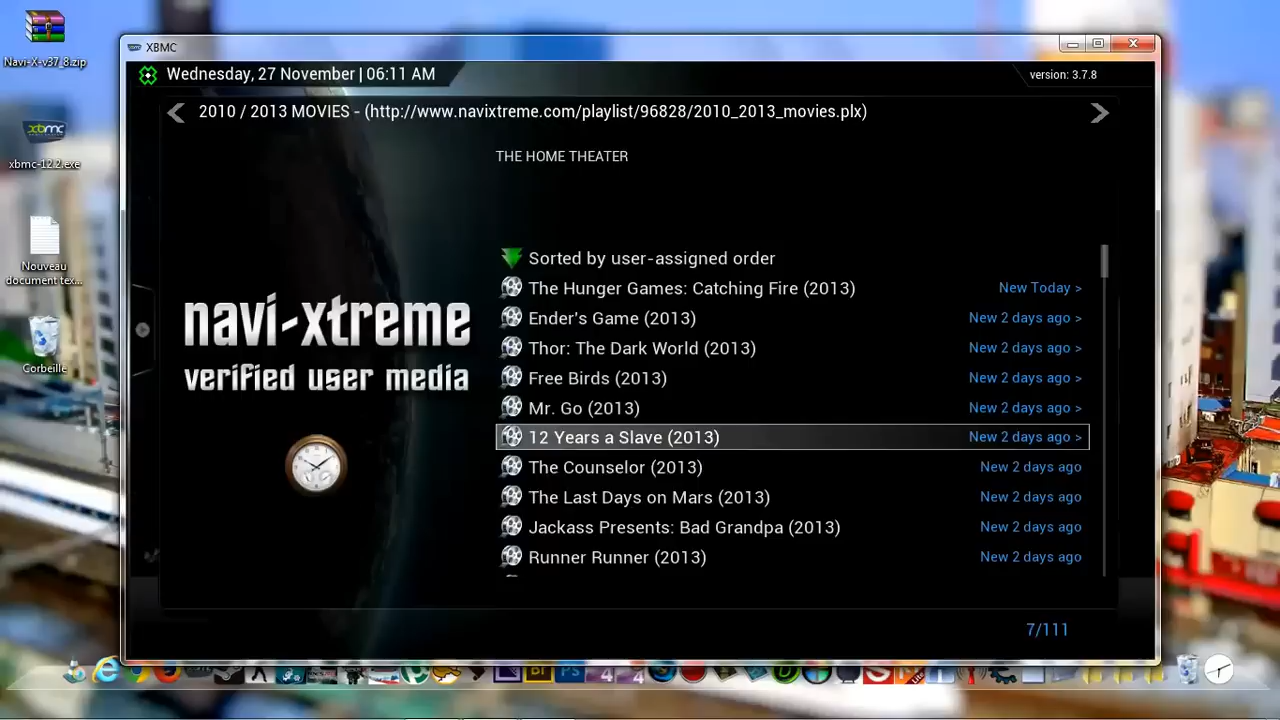 Navi-X-v37_8.zip
xbmc
xbmc-12.2.exe
Nouveau
document tex...
Corbeille
XBMC
Wednesday, 27 November | 06:11 AM
version: 3.7.8
2010 / 2013 MOVIES - (http://www.navixtreme.com/playlist/96828/2010_2013_movies.plx)
THE HOME THEATER
navi-xtreme
verified user media
Sorted by user-assigned order
The Hunger Games: Catching Fire (2013) New Today >
Ender's Game (2013) New 2 days ago >
Thor: The Dark World (2013) New 2 days ago >
Free Birds (2013) New 2 days ago >
Mr. Go (2013) New 2 days ago >
12 Years a Slave (2013) New 2 days ago >
The Counselor (2013) New 2 days ago
The Last Days on Mars (2013) New 2 days ago
Jackass Presents: Bad Grandpa (2013) New 2 days ago
Runner Runner (2013) New 2 days ago
7/111
Br
PS
4
4
Lite